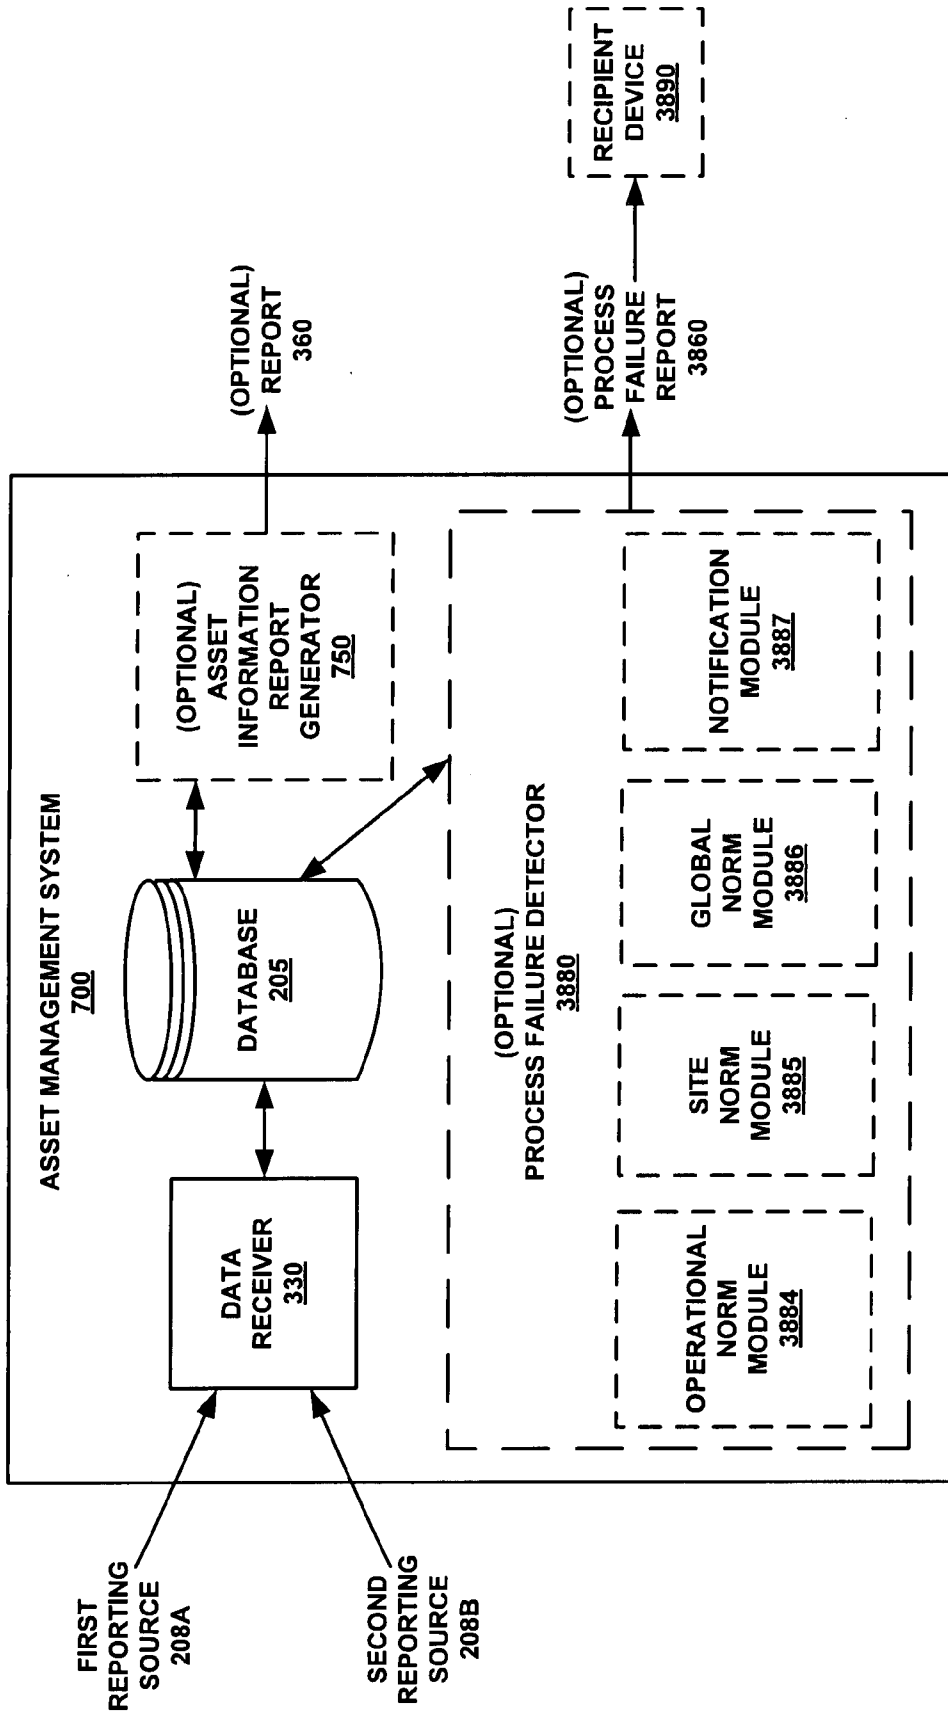 ASSET MANAGEMENT SYSTEM
700
FIRST
REPORTING
SOURCE
208A
SECOND
REPORTING
SOURCE
208B
DATA
RECEIVER
330
DATABASE
205
(OPTIONAL)
ASSET
INFORMATION
REPORT
GENERATOR
750
(OPTIONAL)
REPORT
360
(OPTIONAL)
PROCESS FAILURE DETECTOR
3880
OPERATIONAL
NORM
MODULE
3884
SITE
NORM
MODULE
3885
GLOBAL
NORM
MODULE
3886
NOTIFICATION
MODULE
3887
(OPTIONAL)
PROCESS
FAILURE
REPORT
3860
RECIPIENT
DEVICE
3890